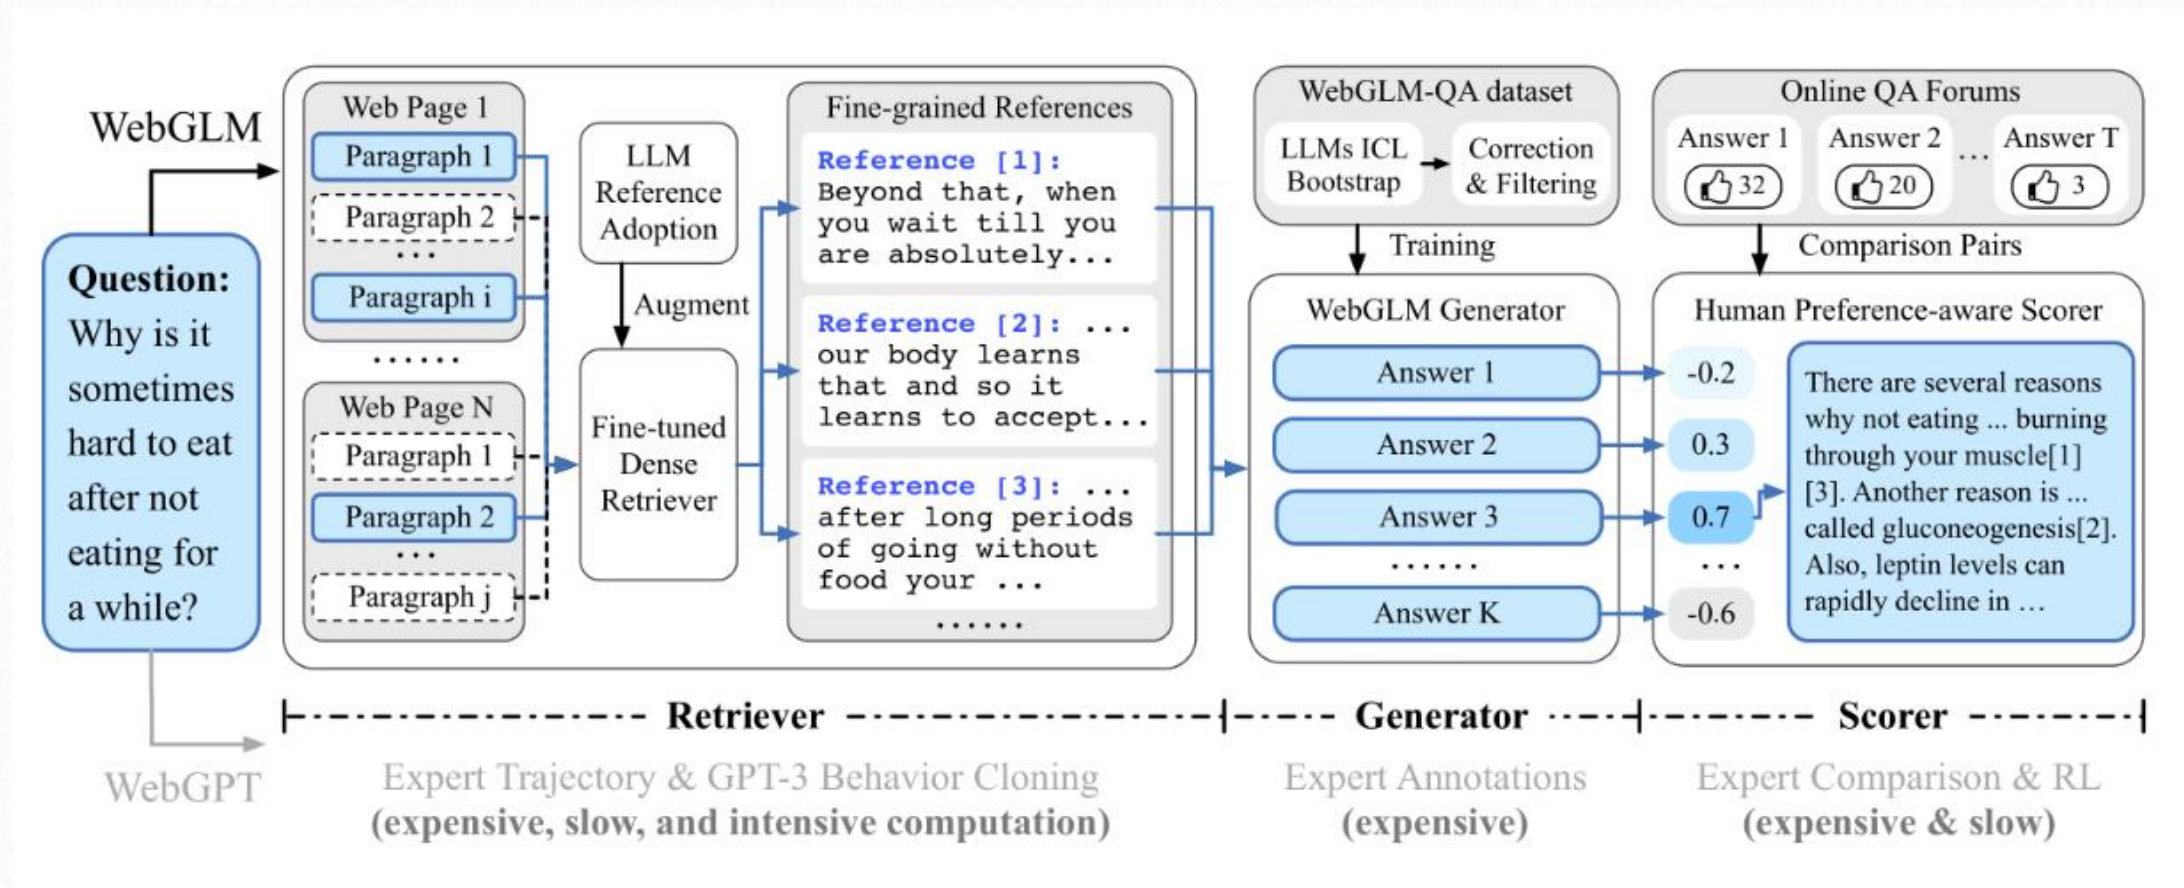 WebGLM
Question:
Why is it
sometimes
hard to eat
after not
eating for
a while?
WebGPT
Web Page 1
Paragraph 1
Paragraph 2
...
Paragraph i
......
Web Page N
Paragraph 1
Paragraph 2
...
Paragraph j
LLM
Reference
Adoption
Augment
Fine-tuned
Dense
Retriever
Fine-grained References
Reference [1]:
Beyond that, when
you wait till you
are absolutely...
Reference [2]: ...
our body learns
that and so it
learns to accept...
Reference [3]: ...
after long periods
of going without
food your ...
......
WebGLM-QA dataset
LLMs ICL
Bootstrap
Correction
& Filtering
Training
WebGLM Generator
Answer 1
Answer 2
Answer 3
......
Answer K
Online QA Forums
Answer 1
32
Answer 2
20
...
Answer T
3
Comparison Pairs
Human Preference-aware Scorer
-0.2
0.3
0.7
...
-0.6
There are several reasons
why not eating ... burning
through your muscle[1]
[3]. Another reason is ...
called gluconeogenesis[2].
Also, leptin levels can
rapidly decline in ...
Retriever
Generator
Scorer
Expert Trajectory & GPT-3 Behavior Cloning
(expensive, slow, and intensive computation)
Expert Annotations
(expensive)
Expert Comparison & RL
(expensive & slow)